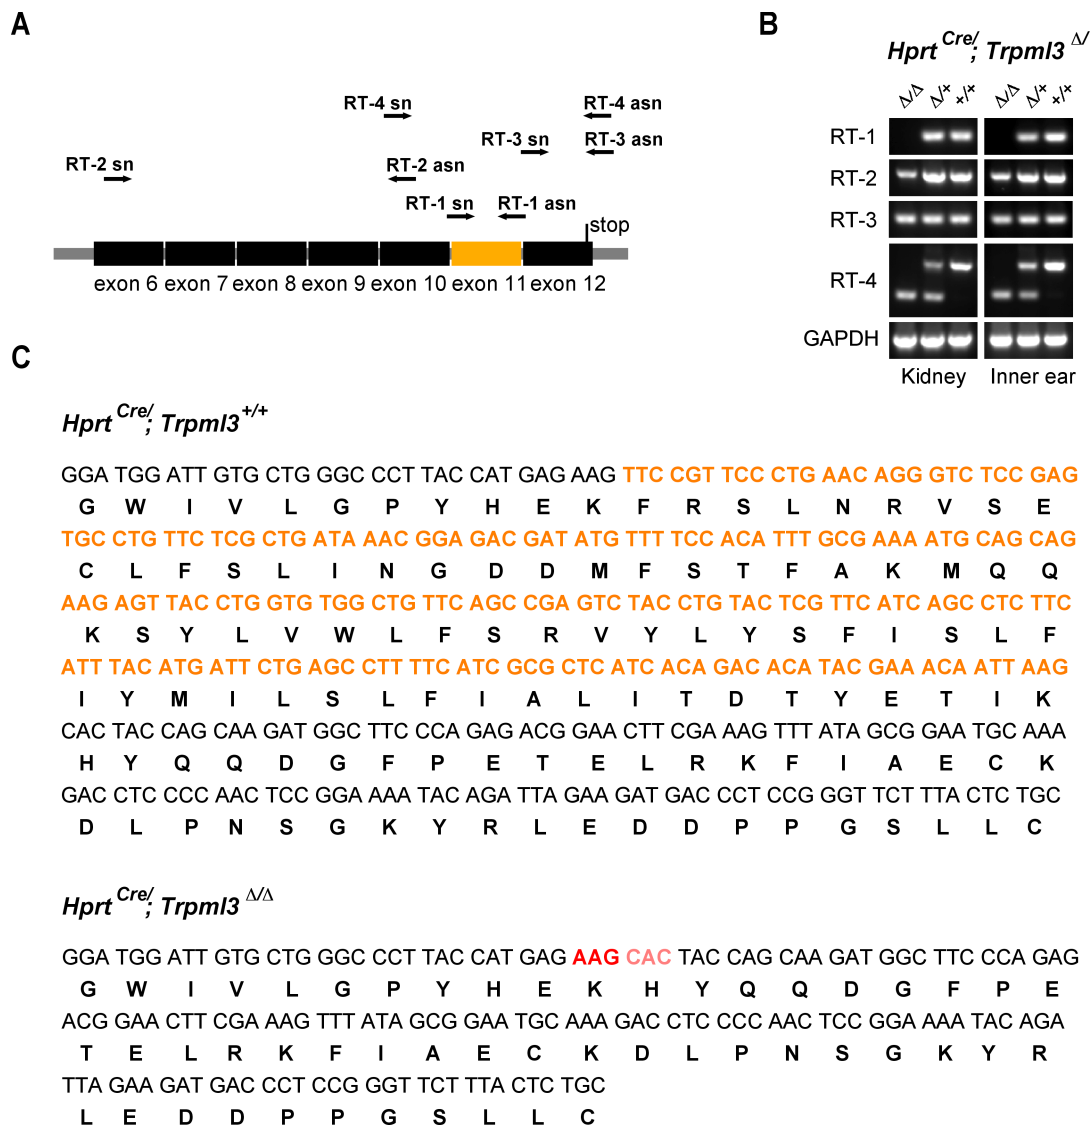 A
RT-4 sn
RT-4 asn
RT-3 sn
RT-3 asn
RT-2 sn
RT-2 asn
RT-1 sn
RT-1 asn
stop
exon 6 exon 7 exon 8 exon 9 exon 10 exon 11 exon 12
B
Hprt Cre/; Trpml3 Δ/
Δ/Δ Δ/+ +/+ Δ/Δ Δ/+ +/+
RT-1
RT-2
RT-3
RT-4
GAPDH
Kidney Inner ear
C
Hprt Cre/; Trpml3 +/+
GGA TGG ATT GTG CTG GGC CCT TAC CAT GAG AAG TTC CGT TCC CTG AAC AGG GTC TCC GAG
G W I V L G P Y H E K F R S L N R V S E
TGC CTG TTC TCG CTG ATA AAC GGA GAC GAT ATG TTT TCC ACA TTT GCG AAA ATG CAG CAG
C L F S L I N G D D M F S T F A K M Q Q
AAG AGT TAC CTG GTG TGG CTG TTC AGC CGA GTC TAC CTG TAC TCG TTC ATC AGC CTC TTC
K S Y L V W L F S R V Y L Y S F I S L F
ATT TAC ATG ATT CTG AGC CTT TTC ATC GCG CTC ATC ACA GAC ACA TAC GAA ACA ATT AAG
I Y M I L S L F I A L I T D T Y E T I K
CAC TAC CAG CAA GAT GGC TTC CCA GAG ACG GAA CTT CGA AAG TTT ATA GCG GAA TGC AAA
H Y Q Q D G F P E T E L R K F I A E C K
GAC CTC CCC AAC TCC GGA AAA TAC AGA TTA GAA GAT GAC CCT CCG GGT TCT TTA CTC TGC
D L P N S G K Y R L E D D P P G S L L C
Hprt Cre/; Trpml3 Δ/Δ
GGA TGG ATT GTG CTG GGC CCT TAC CAT GAG AAG CAC TAC CAG CAA GAT GGC TTC CCA GAG
G W I V L G P Y H E K H Y Q Q D G F P E
ACG GAA CTT CGA AAG TTT ATA GCG GAA TGC AAA GAC CTC CCC AAC TCC GGA AAA TAC AGA
T E L R K F I A E C K D L P N S G K Y R
TTA GAA GAT GAC CCT CCG GGT TCT TTA CTC TGC
L E D D P P G S L L C